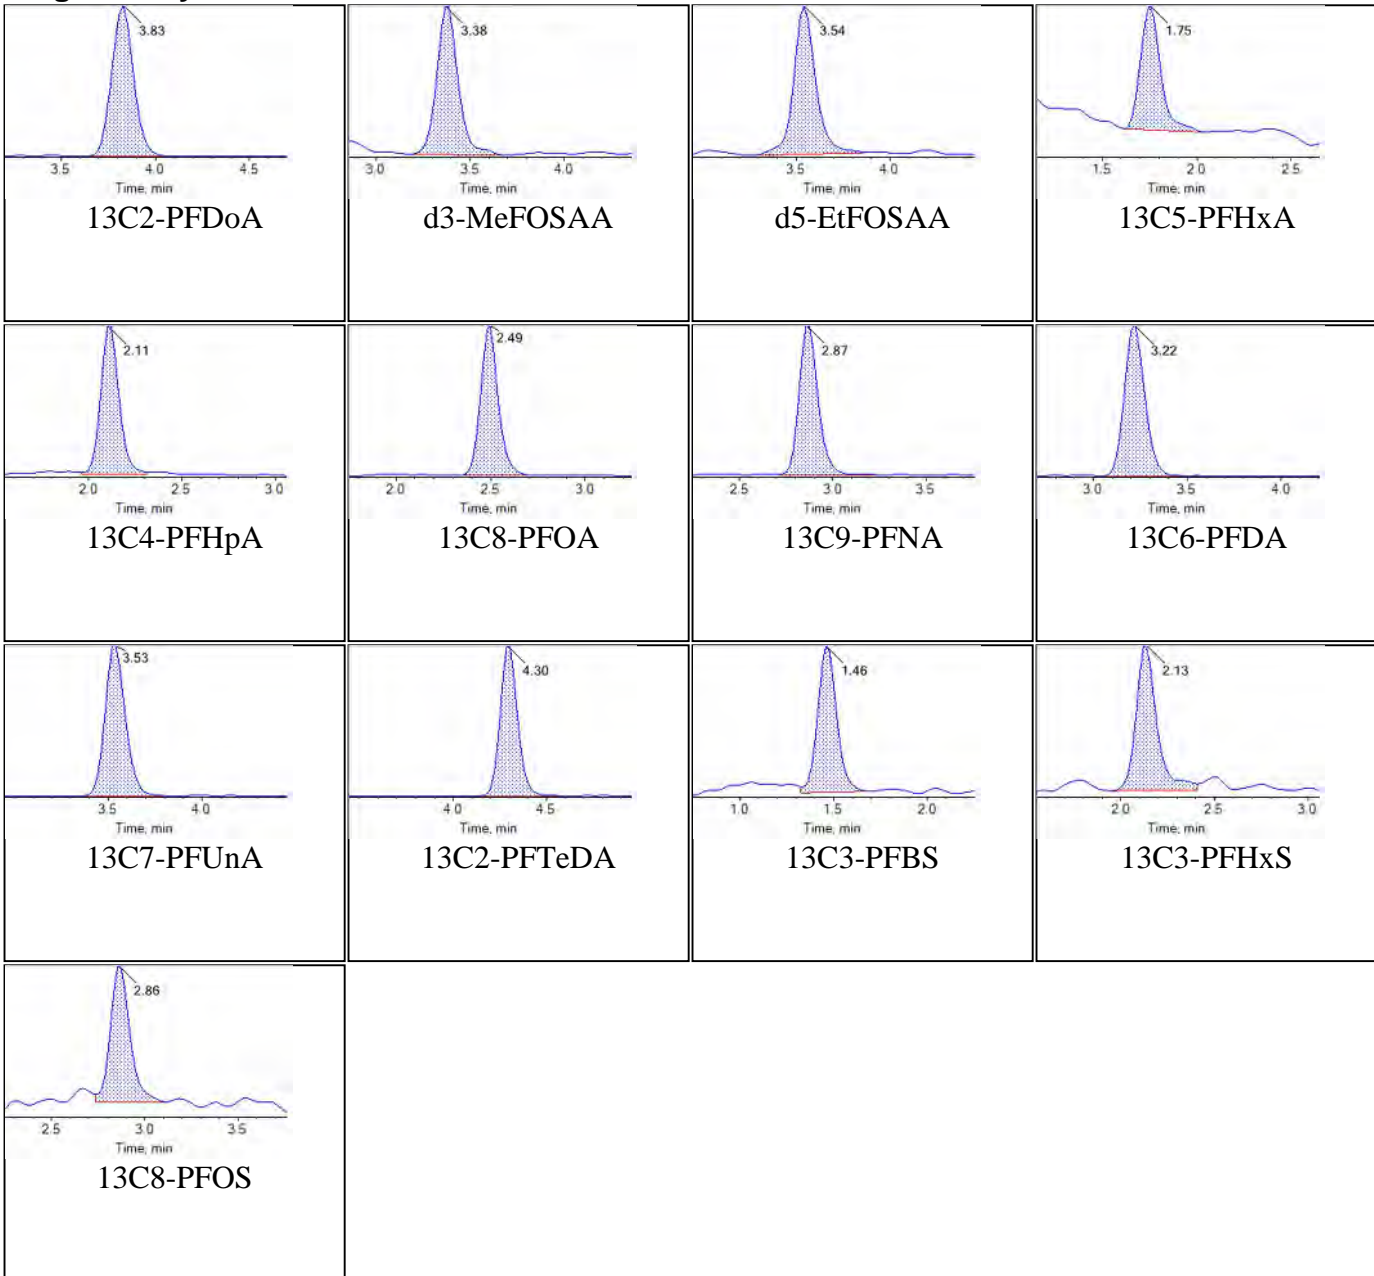 3.83
3.5 4.0 4.5
Time, min
13C2-PFDoA
3.38
3.0 3.5 4.0
Time, min
d3-MeFOSAA
3.54
3.5 4.0
Time, min
d5-EtFOSAA
1.75
1.5 2.0 2.5
Time, min
13C5-PFHxA
2.11
2.0 2.5 3.0
Time, min
13C4-PFHpA
2.49
2.0 2.5 3.0
Time, min
13C8-PFOA
2.87
2.5 3.0 3.5
Time, min
13C9-PFNA
3.22
3.0 3.5 4.0
Time, min
13C6-PFDA
3.53
3.5 4.0
Time, min
13C7-PFUnA
4.30
4.0 4.5
Time, min
13C2-PFTeDA
1.46
1.0 1.5 2.0
Time, min
13C3-PFBS
2.13
2.0 2.5 3.0
Time, min
13C3-PFHxS
2.86
2.5 3.0 3.5
Time, min
13C8-PFOS